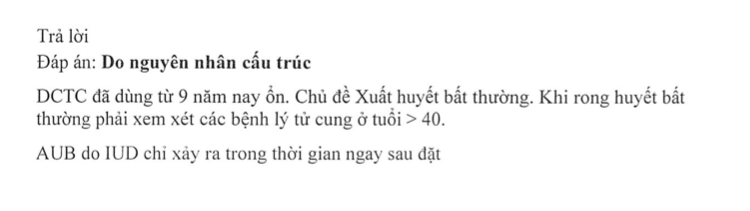 Trả lời
Đáp án: Do nguyên nhân cấu trúc
DCTC đã dùng từ 9 năm nay ổn. Chủ đề Xuất huyết bất thường. Khi rong huyết bất
thường phải xem xét các bệnh lý tử cung ở tuổi > 40.
AUB do IUD chỉ xảy ra trong thời gian ngay sau đặt